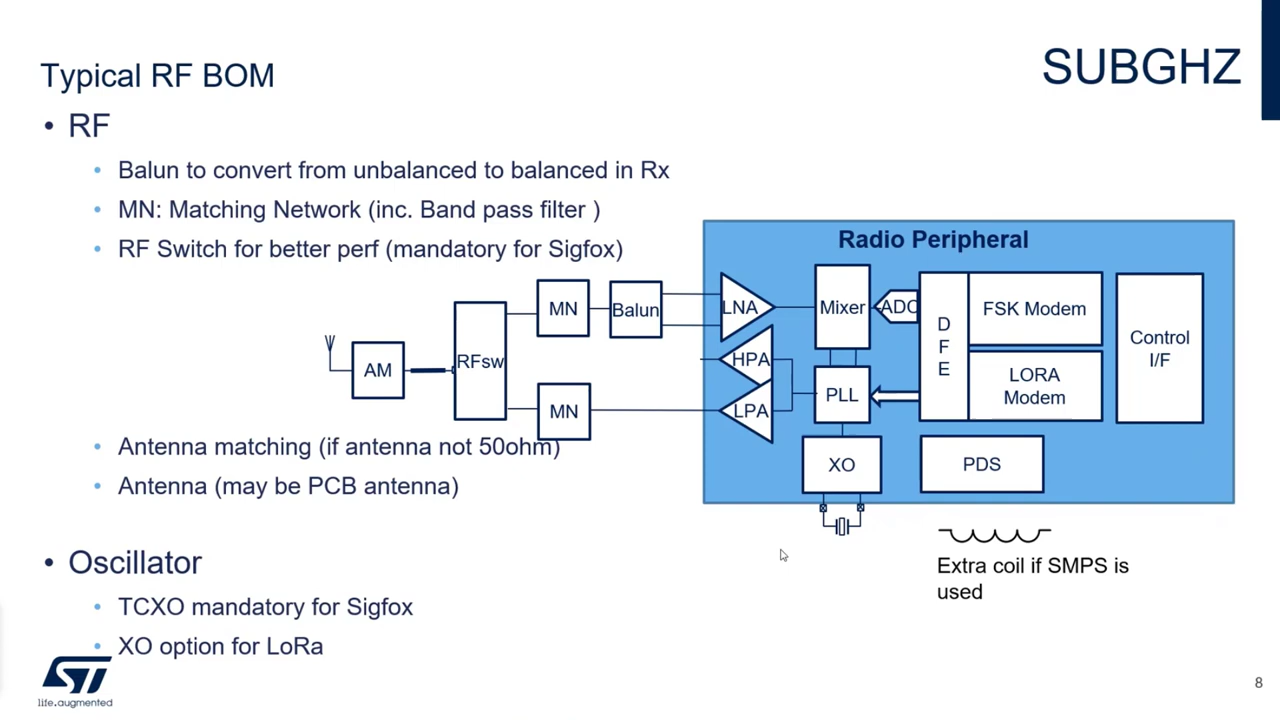 Typical RF BOM
SUBGHZ
• RF
• Balun to convert from unbalanced to balanced in Rx
• MN: Matching Network (inc. Band pass filter )
• RF Switch for better perf (mandatory for Sigfox)
Radio Peripheral
MN
Balun
LNA
Mixer
ADC
D
F
E
FSK Modem
Control
I/F
AM
RFsw
HPA
PLL
LORA
Modem
MN
LPA
XO
PDS
• Antenna matching (if antenna not 50ohm)
• Antenna (may be PCB antenna)
Extra coil if SMPS is
used
• Oscillator
• TCXO mandatory for Sigfox
• XO option for LoRa
ST
life.augmented
8